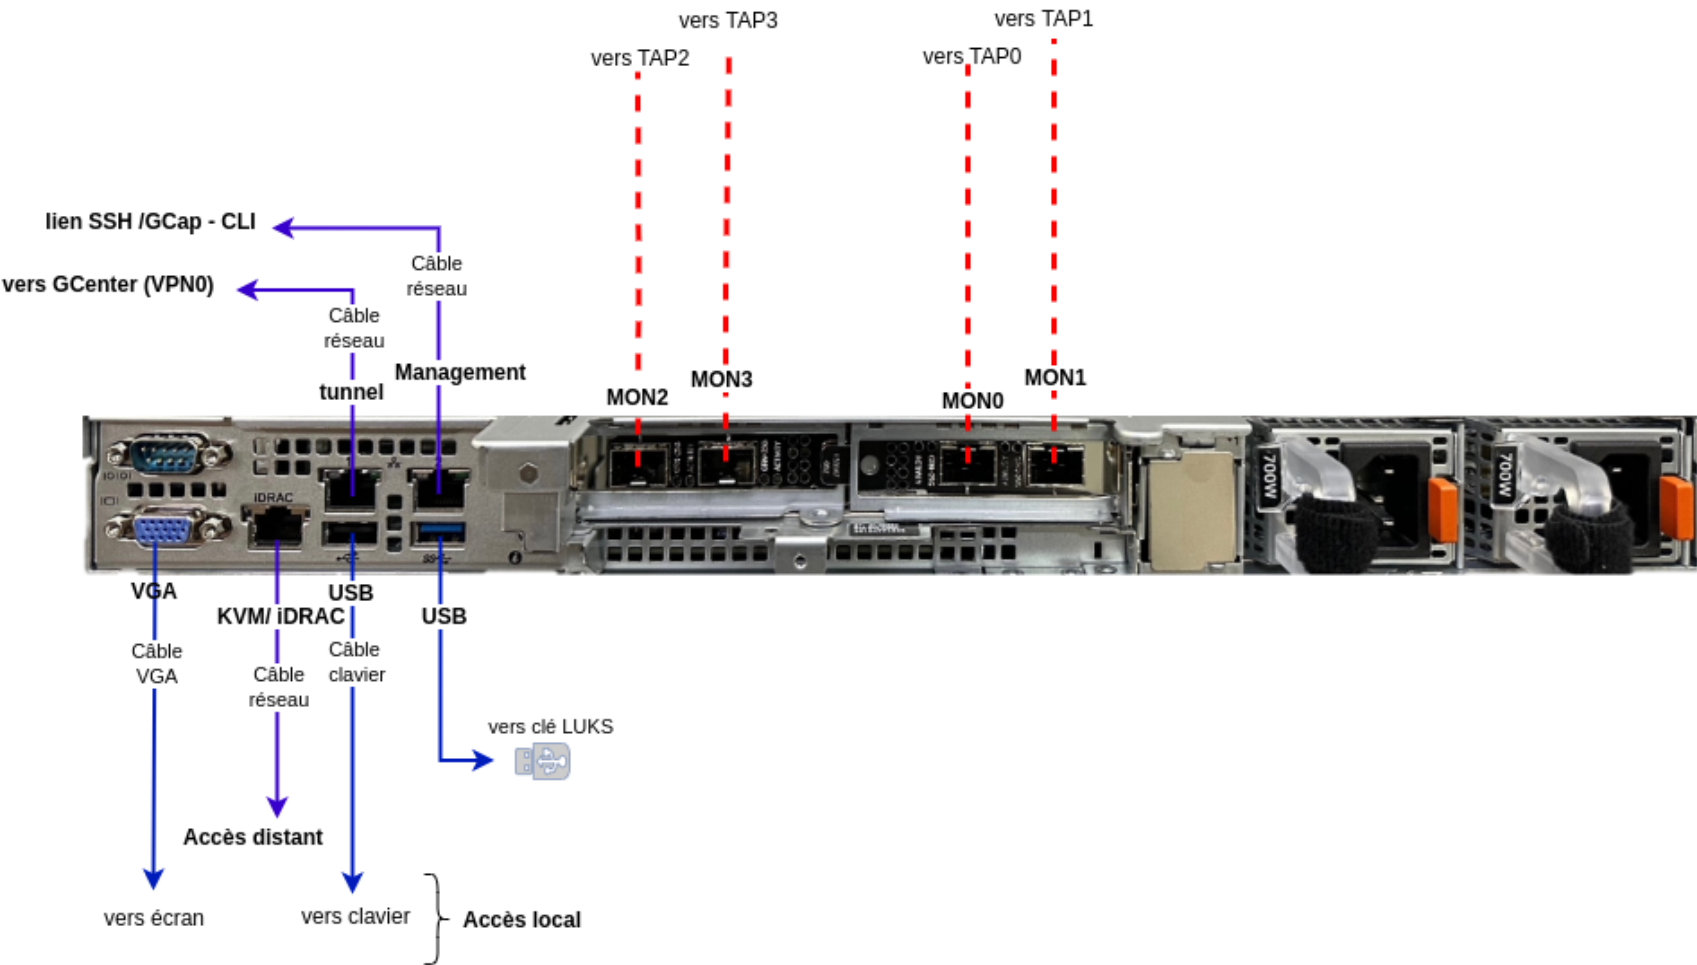 vers TAP3
vers TAP1
vers TAP2
vers TAP0
lien SSH /GCap - CLI
Câble
réseau
vers GCenter (VPN0)
Câble
réseau
Management
tunnel
MON2
MON3
MON0
MON1
iDRAC
700W
700W
VGA
KVM/ iDRAC
USB
USB
Câble
VGA
Câble
réseau
Câble
clavier
vers clé LUKS
Accès distant
vers écran
vers clavier
Accès local